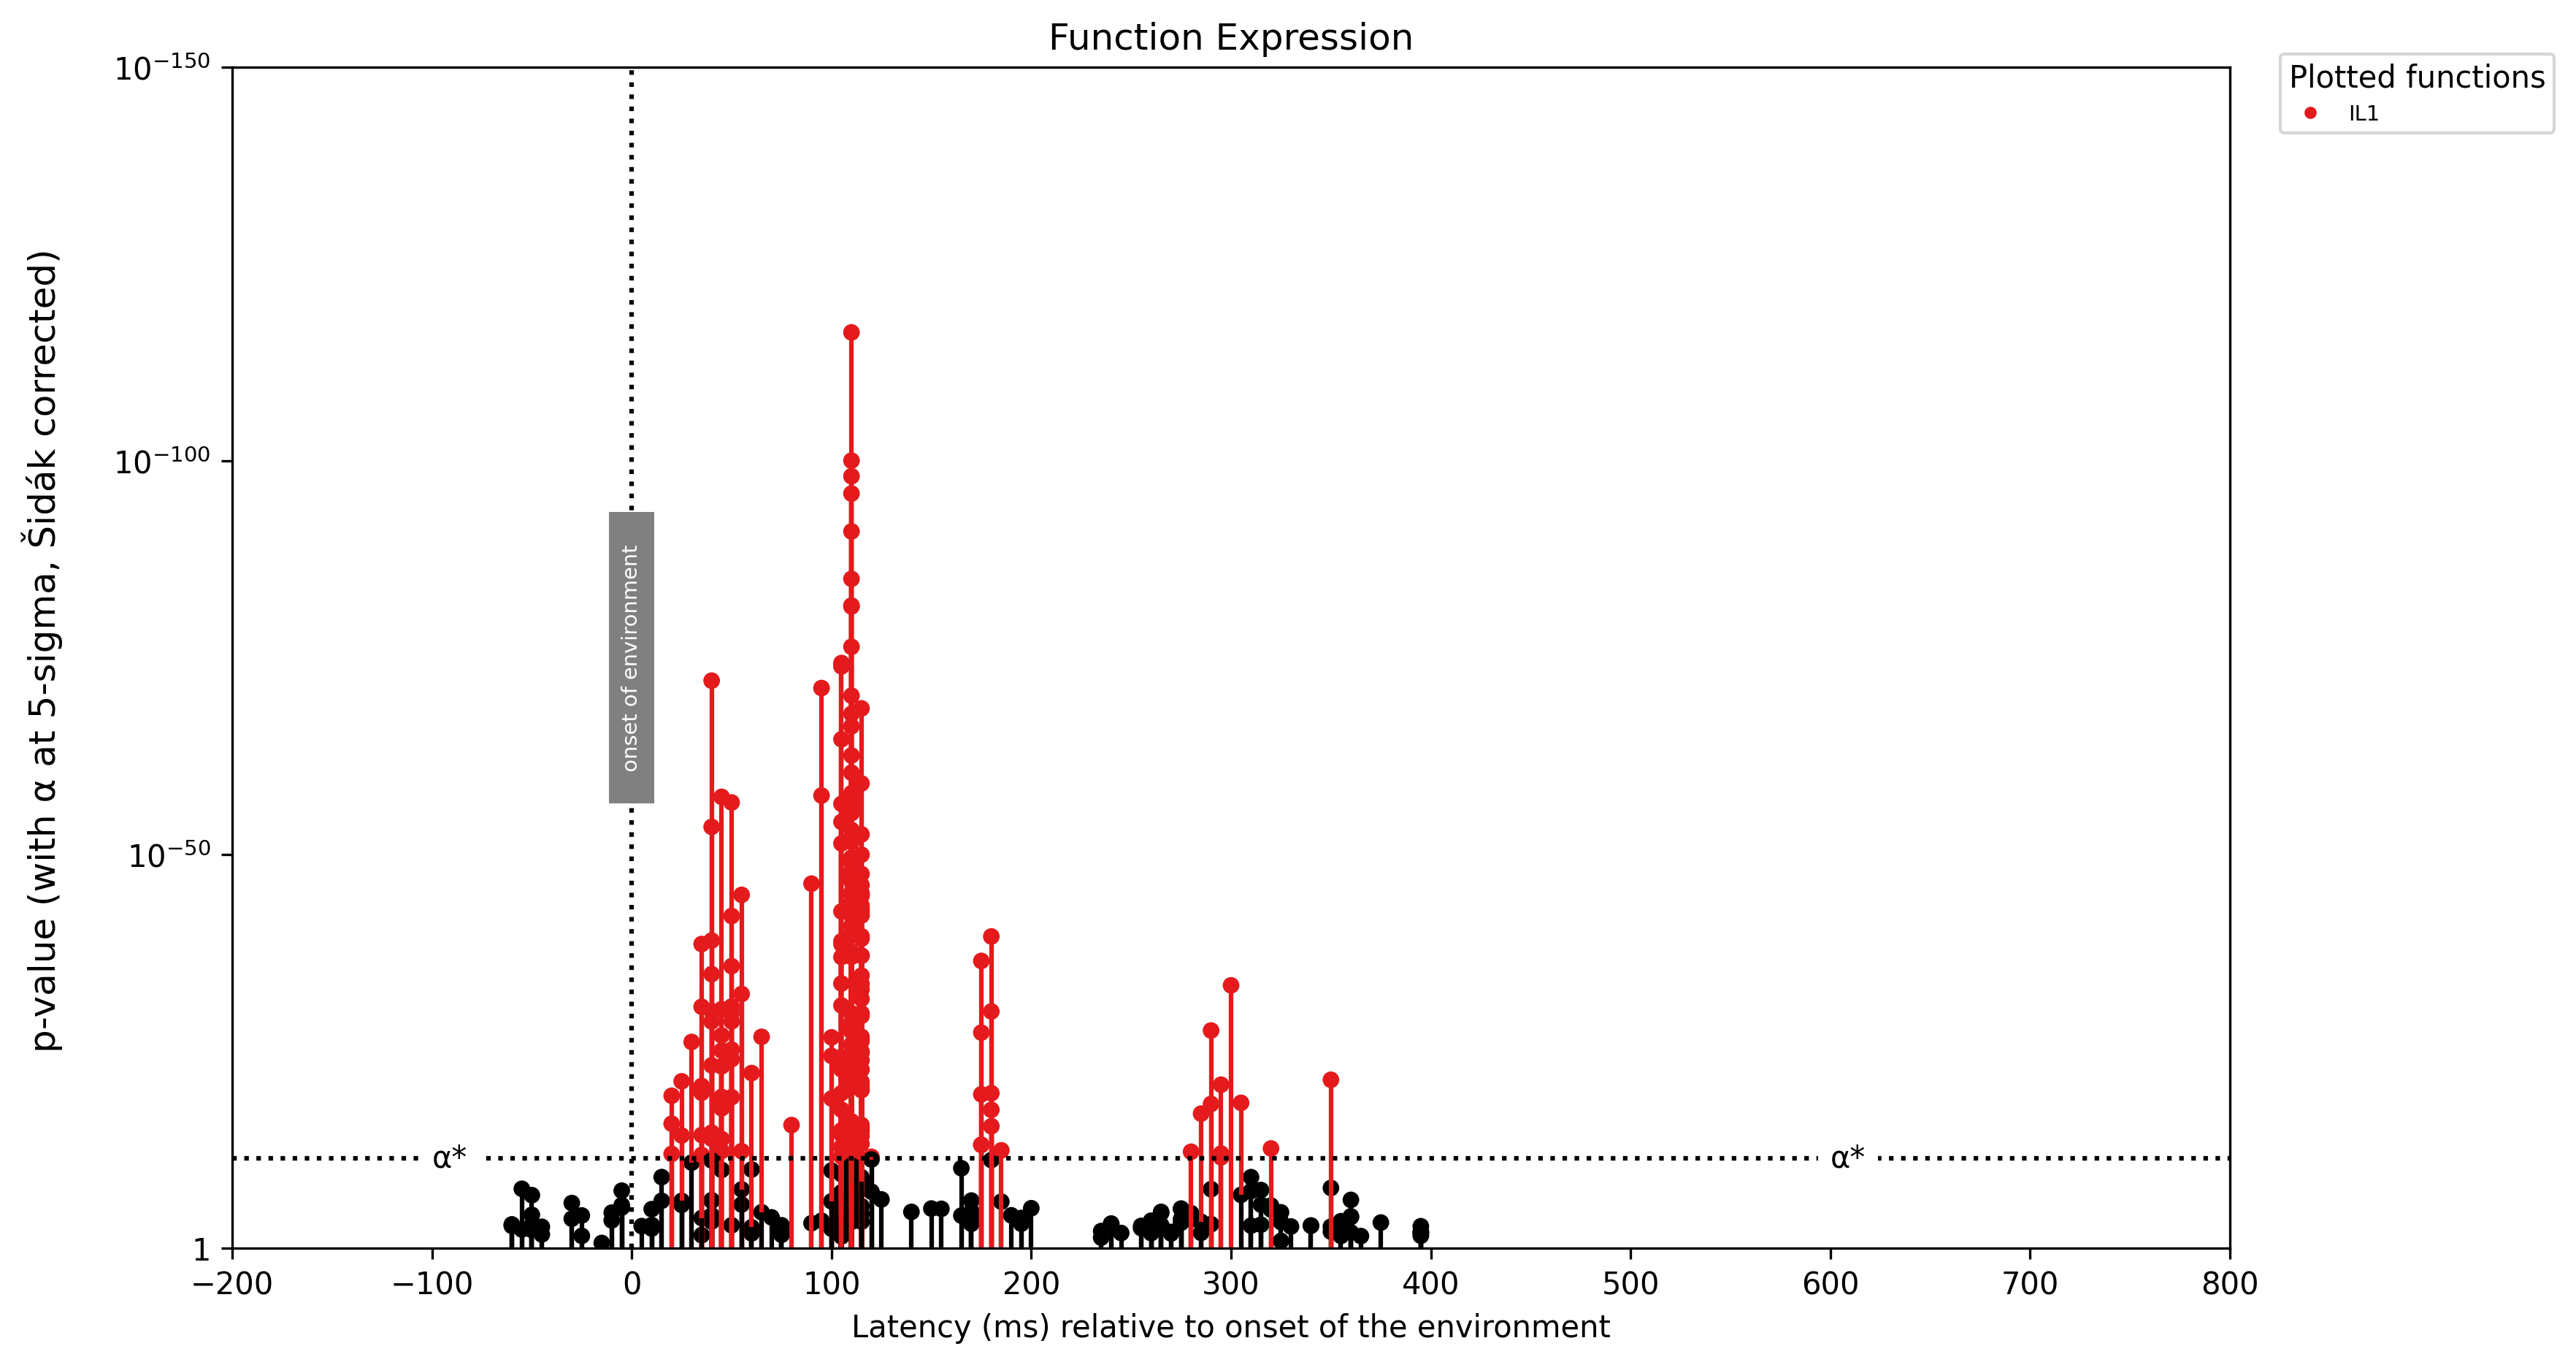 Function Expression
Plotted functions
IL1
p-value (with α at 5-sigma, Šidák corrected)
10⁻¹⁵⁰
10⁻¹⁰⁰
10⁻⁵⁰
1
onset of environment
α* α*
−200 −100 0 100 200 300 400 500 600 700 800
Latency (ms) relative to onset of the environment